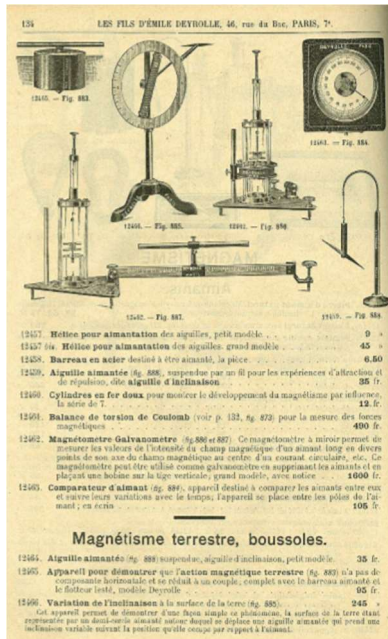 134 LES FILS D'ÉMILE DEYROLLE, 46, rue du Bac, PARIS, 7e.
12465. — Fig. 883.
DEYROLLE PARIS
12463. — Fig. 884.
12466. — Fig. 885.
12462. — Fig. 886
12462. — Fig. 887.
12459. — Fig. 888
12457. Hélice pour aimantation des aiguilles, petit modèle . . . 9 »
12457 bis. Hélice pour aimantation des aiguilles, grand modèle . . . 45 »
12458. Barreau en acier destiné à être aimanté, la pièce. . . 6.50
12459. Aiguille aimantée (fig. 888), suspendue par un fil pour les expériences d'attraction et
de répulsion, dite aiguille d'inclinaison . . . 35 fr.
12460. Cylindres en fer doux pour montrer le développement du magnétisme par influence,
la série de 7. . . 12 fr.
12461. Balance de torsion de Coulomb (voir p. 132, fig. 873) pour la mesure des forces
magnétiques . . . 490 fr.
12462. Magnétomètre Galvanomètre (fig. 886 et 887) Ce magnétomètre à miroir permet de
mesurer les valeurs de l'intensité du champ magnétique d'un aimant long en divers
points de son axe du champ magnétique au centre d'un courant circulaire, etc. Ce
magnétomètre peut être utilisé comme galvanomètre en supprimant les aimants et en
plaçant une bobine sur la tige verticale, grand modèle, avec notice . . . 1600 fr.
12463. Comparateur d'aimant (fig. 884), appareil destiné à comparer les aimants entre eux
et suivre leurs variations avec le temps; l'appareil se place entre les pôles de l'ai-
mant; en écrin . . . 105 fr.
Magnétisme terrestre, boussoles.
12464. Aiguille aimantée (fig. 888) suspendue, aiguille d'inclinaison, petit modèle. 35 fr.
12465. Appareil pour démontrer que l'action magnétique terrestre (fig. 883) n'a pas de
composante horizontale et se réduit à un couple; complet avec le barreau aimanté et
le flotteur lesté, modèle Deyrolle . . . 95 fr.
12466. Variation de l'inclinaison à la surface de la terre (fig. 885). . . 245 »
Cet appareil permet de démontrer d'une façon simple ce phénomène, la surface de la terre étant
représentée par un demi-cercle aimanté autour duquel se déplace une aiguille aimantée qui prend une
inclinaison variable suivant la position qu'elle occupe par rapport à l'aimant.